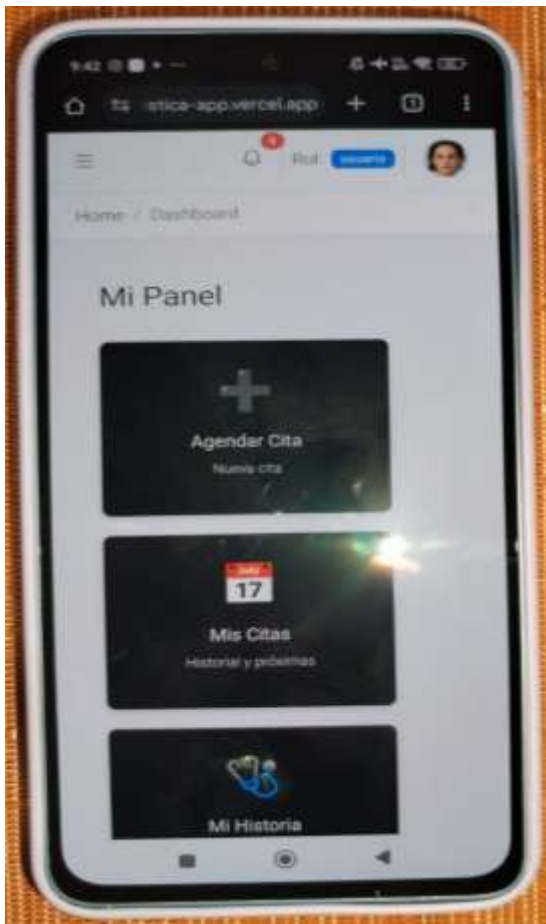 9:42
stica-app.vercel.app
Rol: usuario
Home / Dashboard
Mi Panel
Agendar Cita
Nueva cita
17
Mis Citas
Historial y próximas
Mi Historia